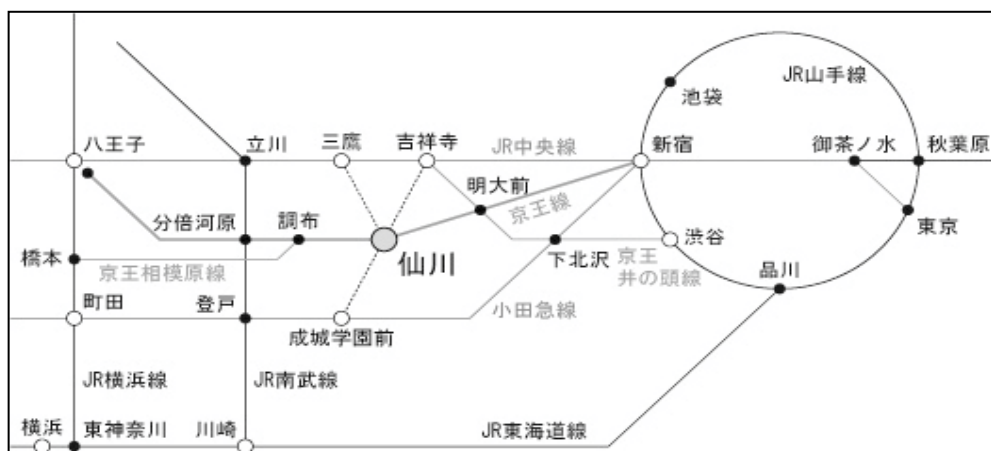 JR山手線
池袋
八王子
立川
三鷹
吉祥寺
JR中央線
新宿
御茶ノ水
秋葉原
明大前
京王線
分倍河原
調布
東京
仙川
下北沢
京王
井の頭線
渋谷
橋本
京王相模原線
品川
町田
登戸
成城学園前
小田急線
JR横浜線
JR南武線
横浜
東神奈川
川崎
JR東海道線